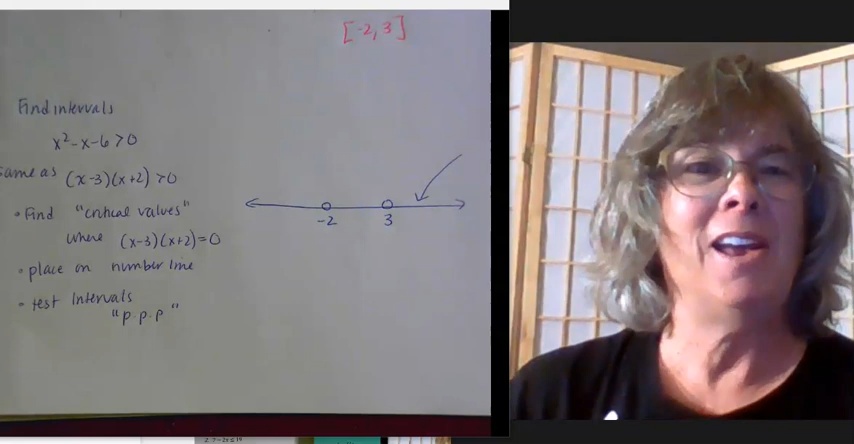 [-2, 3]
Find intervals
x² - x - 6 > 0
Same as (x-3)(x+2) > 0
• Find "critical values"
where (x-3)(x+2) = 0
• place on number line
• test intervals
"p.p.p"
-2 3